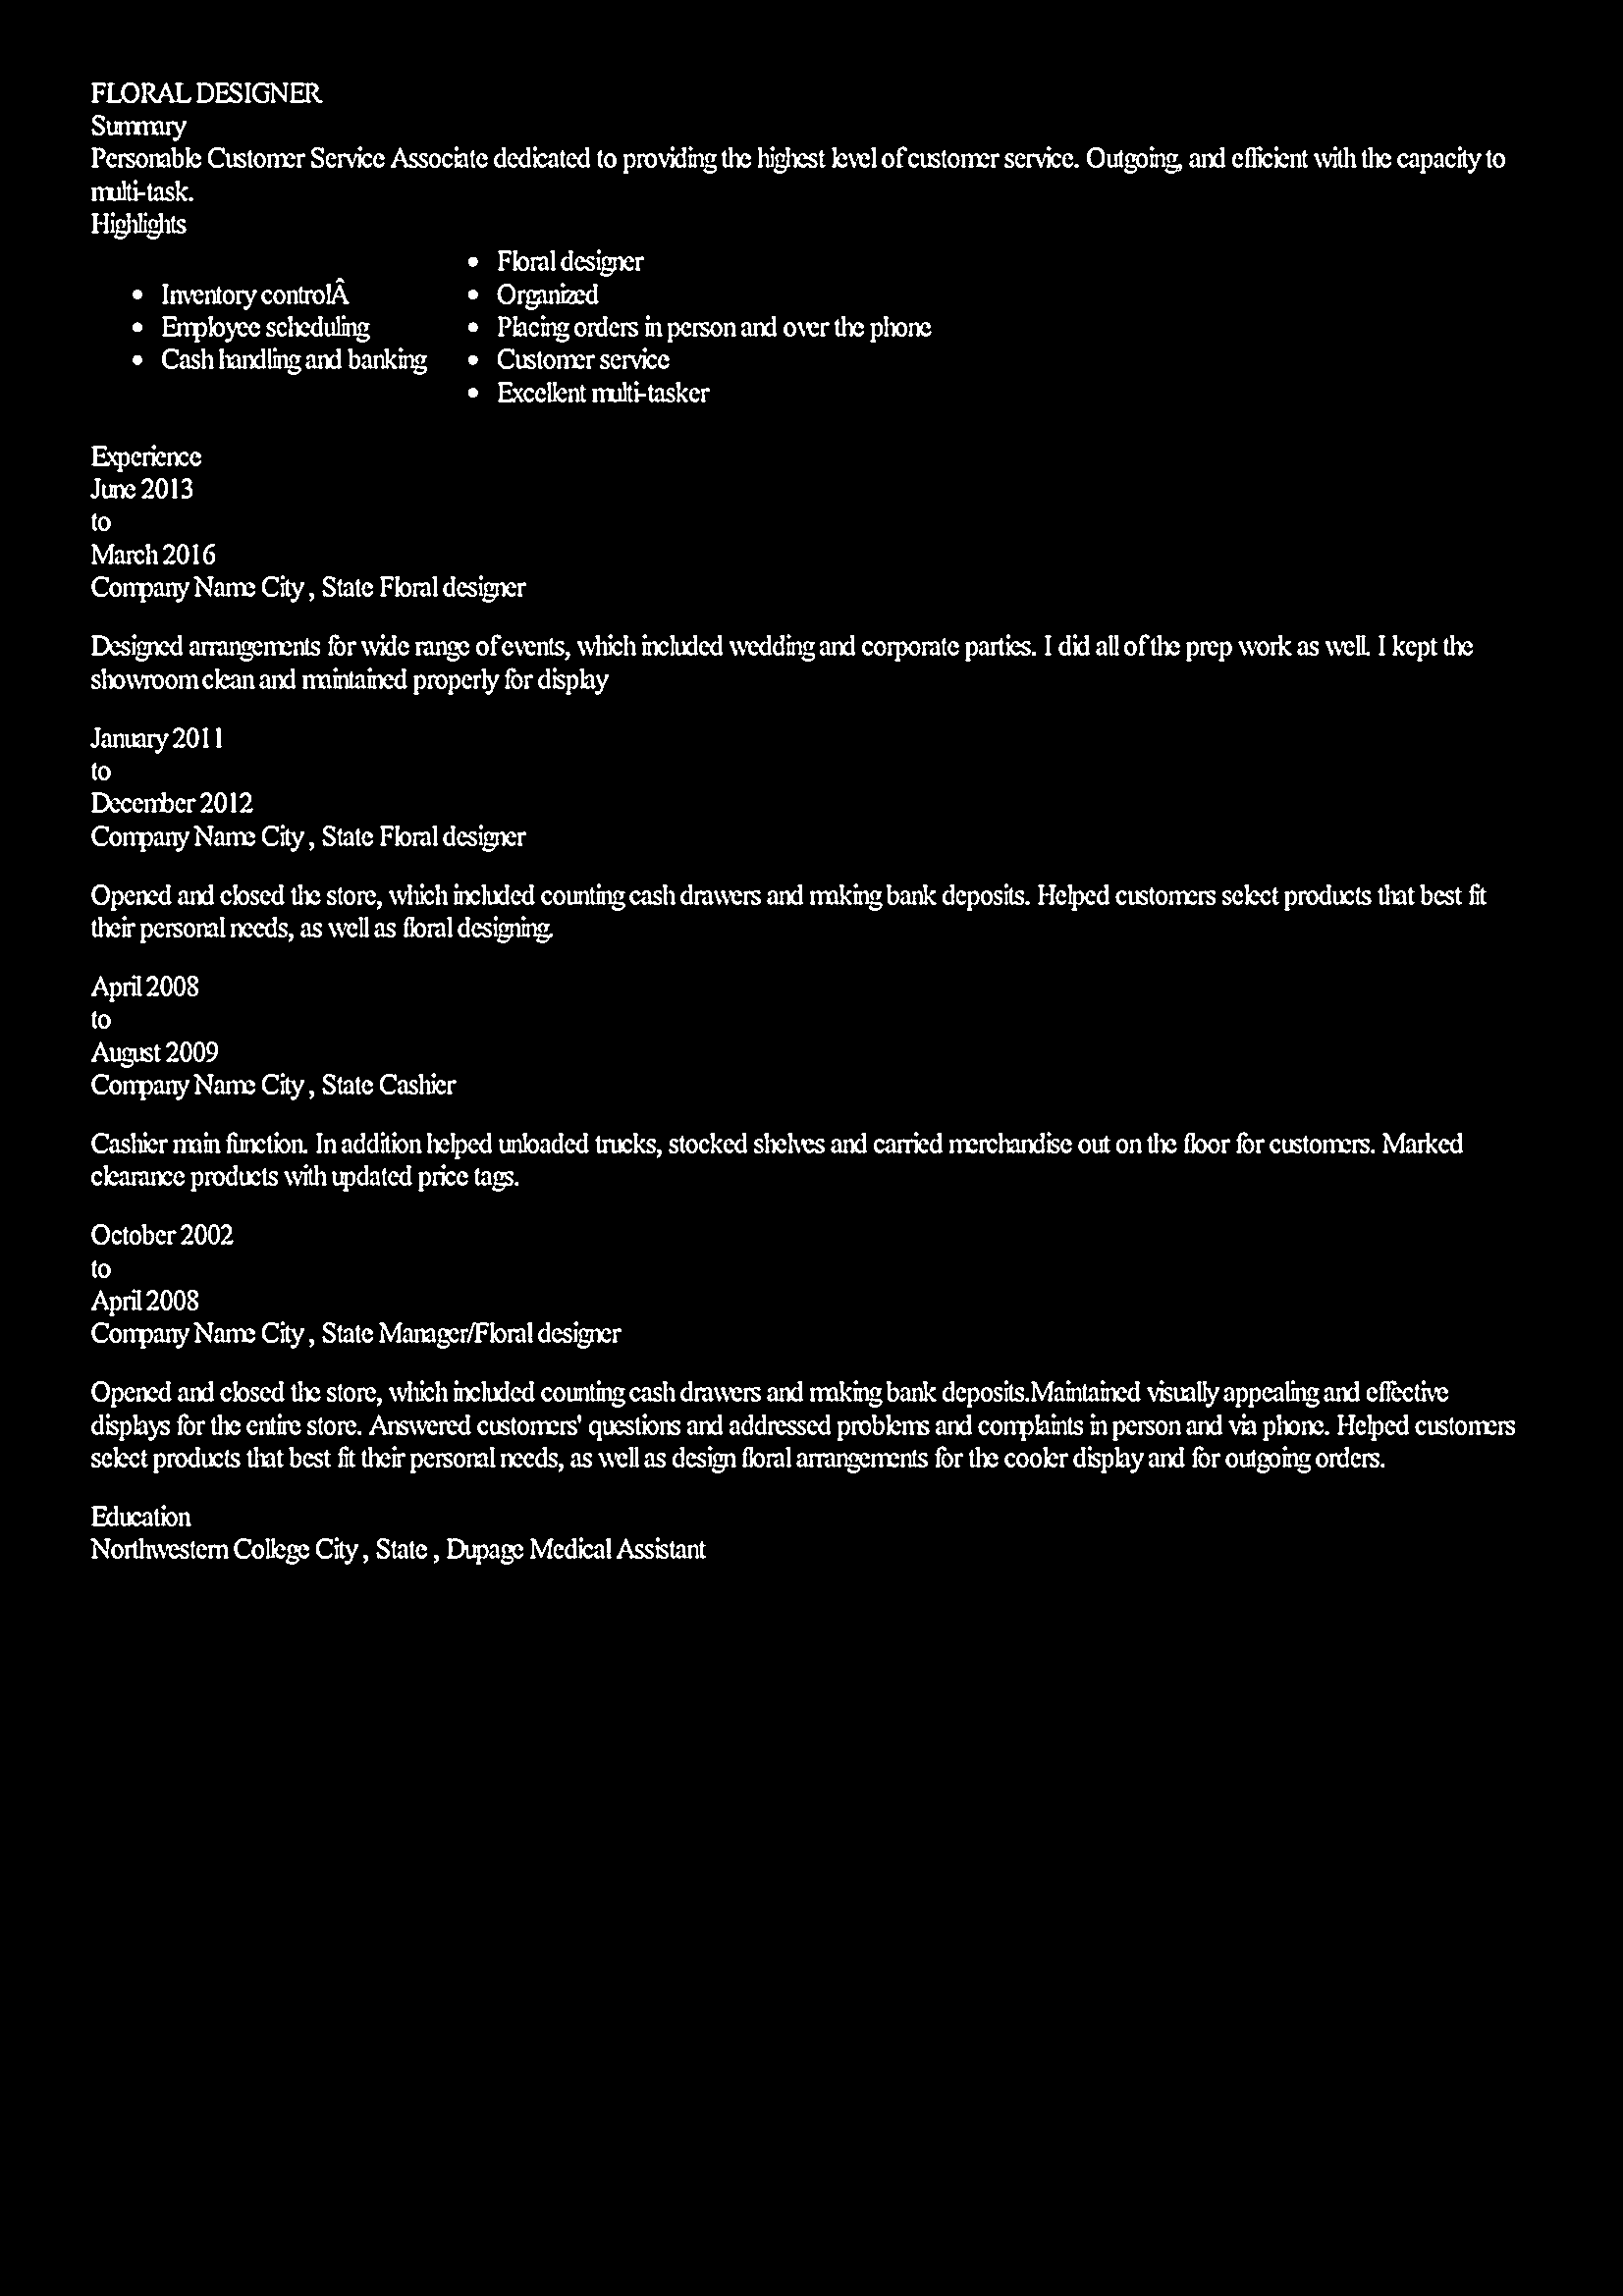 FLORAL DESIGNER
Summary
Personable Customer Service Associate dedicated to providing the highest level of customer service. Outgoing, and efficient with the capacity to
multi-task.
Highlights
• Inventory controlÂ
• Employee scheduling
• Cash handling and banking
• Floral designer
• Organized
• Placing orders in person and over the phone
• Customer service
• Excellent multi-tasker
Experience
June 2013
to
March 2016
Company Name City , State Floral designer
Designed arrangements for wide range of events, which included wedding and corporate parties. I did all of the prep work as well. I kept the
showroom clean and maintained properly for display
January 2011
to
December 2012
Company Name City , State Floral designer
Opened and closed the store, which included counting cash drawers and making bank deposits. Helped customers select products that best fit
their personal needs, as well as floral designing.
April 2008
to
August 2009
Company Name City , State Cashier
Cashier main function. In addition helped unloaded trucks, stocked shelves and carried merchandise out on the floor for customers. Marked
clearance products with updated price tags.
October 2002
to
April 2008
Company Name City , State Manager/Floral designer
Opened and closed the store, which included counting cash drawers and making bank deposits.Maintained visually appealing and effective
displays for the entire store. Answered customers' questions and addressed problems and complaints in person and via phone. Helped customers
select products that best fit their personal needs, as well as design floral arrangements for the cooler display and for outgoing orders.
Education
Northwestern College City , State , Dupage Medical Assistant